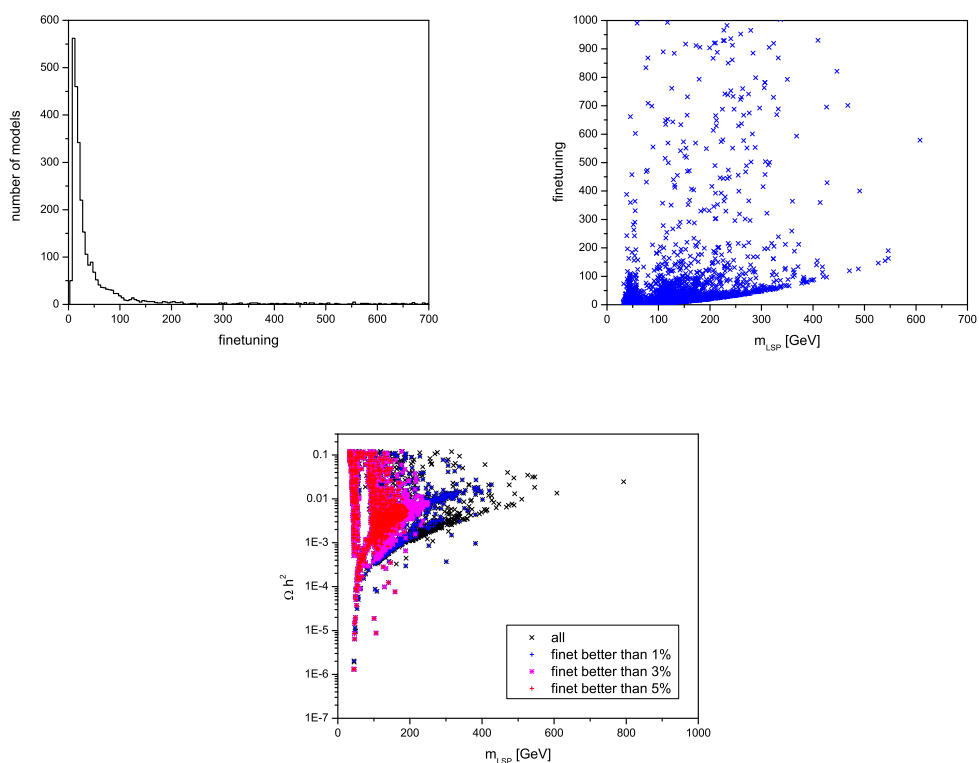 600
500
400
300
200
100
0
number of models
0 100 200 300 400 500 600 700
finetuning
1000
900
800
700
600
500
400
300
200
100
0
finetuning
0 100 200 300 400 500 600 700
m_LSP [GeV]
0.1
0.01
1E-3
1E-4
1E-5
1E-6
1E-7
Ω h²
all
finet better than 1%
finet better than 3%
finet better than 5%
0 200 400 600 800 1000
m_LSP [GeV]